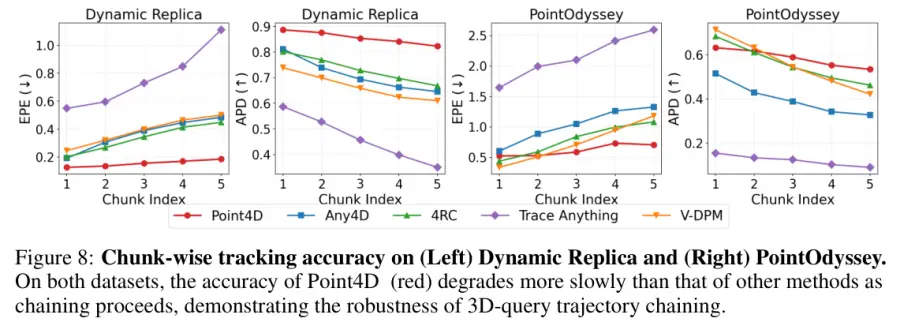 Dynamic Replica
EPE (↓)
1.0
0.8
0.6
0.4
0.2
1 2 3 4 5
Chunk Index
Dynamic Replica
APD (↑)
0.9
0.8
0.7
0.6
0.5
0.4
1 2 3 4 5
Chunk Index
PointOdyssey
EPE (↓)
2.5
2.0
1.5
1.0
0.5
1 2 3 4 5
Chunk Index
PointOdyssey
APD (↑)
0.6
0.4
0.2
1 2 3 4 5
Chunk Index
Point4D Any4D 4RC Trace Anything V-DPM
Figure 8: Chunk-wise tracking accuracy on (Left) Dynamic Replica and (Right) PointOdyssey.
On both datasets, the accuracy of Point4D (red) degrades more slowly than that of other methods as
chaining proceeds, demonstrating the robustness of 3D-query trajectory chaining.